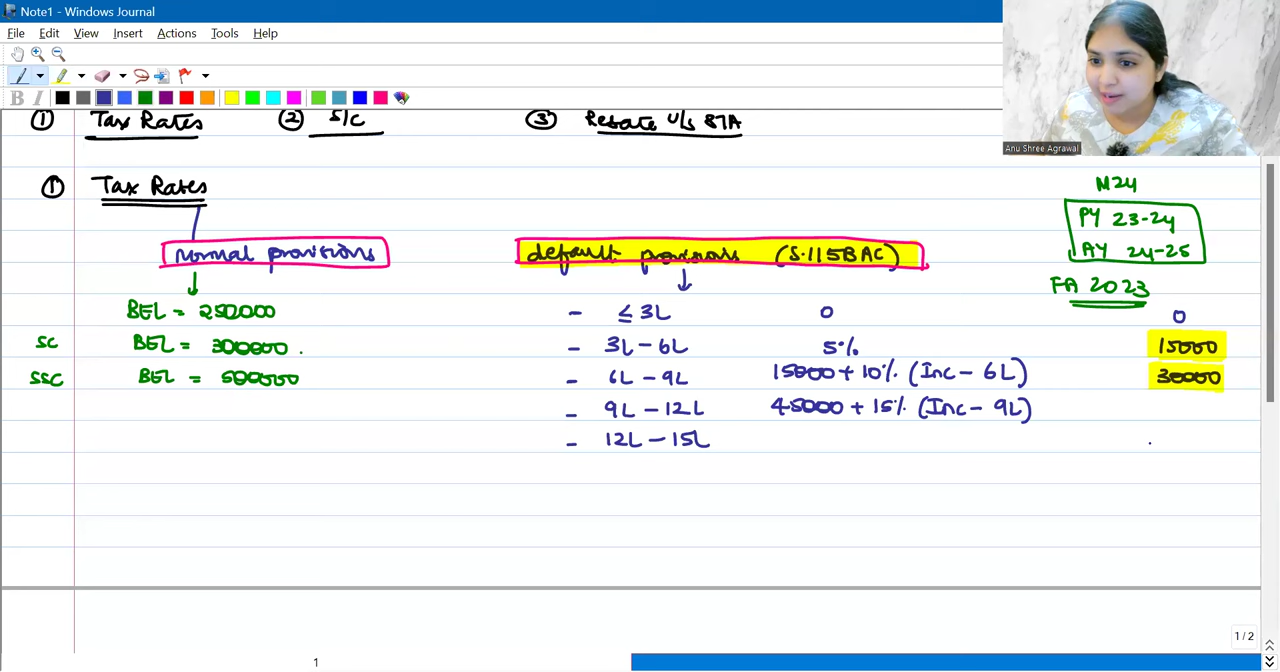 Note1 - Windows Journal
File Edit View Insert Actions Tools Help
B I
Anu Shree Agrawal
① Tax Rates ② S/C ③ Rebate u/s 87A
① Tax Rates
M24
PY 23-24
AY 24-25
FA 2023
normal provisions
default provisions (S.115BAC)
BEL = 250000
SC BEL = 300000.
SSC BEL = 500000
- ≤ 3L 0 0
- 3L - 6L 5% 15000
- 6L - 9L 15000 + 10% (Inc - 6L) 30000
- 9L - 12L 45000 + 15% (Inc - 9L)
- 12L - 15L
1/2
1